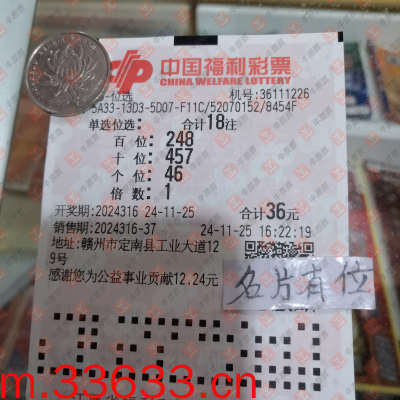 中国福利彩票
CHINA WELFARE LOTTERY
位选 机号:36111226
5A33-13D3-5D07-F11C/52070152/8454F
单选位选: 合计18注
百位:248
十位:457
个位:46
倍数:1
开奖期:2024316 24-11-25 合计36元
销售期:2024316-37 24-11-25 16:22:19
地址:赣州市定南县工业大道12
9号
感谢您为公益事业贡献12.24元
名片有位
m.33633.cn